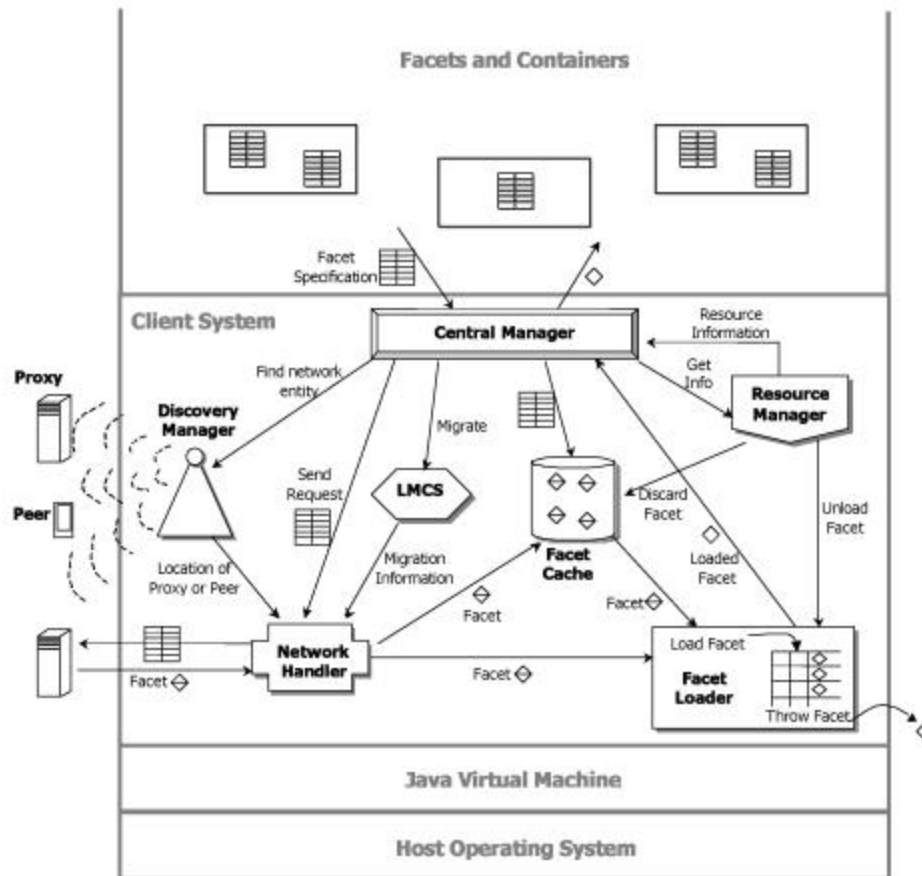 Facets and Containers
Facet
Specification
Client System
Central Manager
Resource
Information
Find network
entity
Get
Info
Proxy
Discovery
Manager
Resource
Manager
Migrate
Send
Request
LMCS
Peer
Discard
Facet
Unload
Facet
Location of
Proxy or Peer
Migration
Information
Facet
Cache
Loaded
Facet
Facet
Facet
Network
Handler
Load Facet
Facet
Facet
Facet
Loader
Throw Facet
Java Virtual Machine
Host Operating System